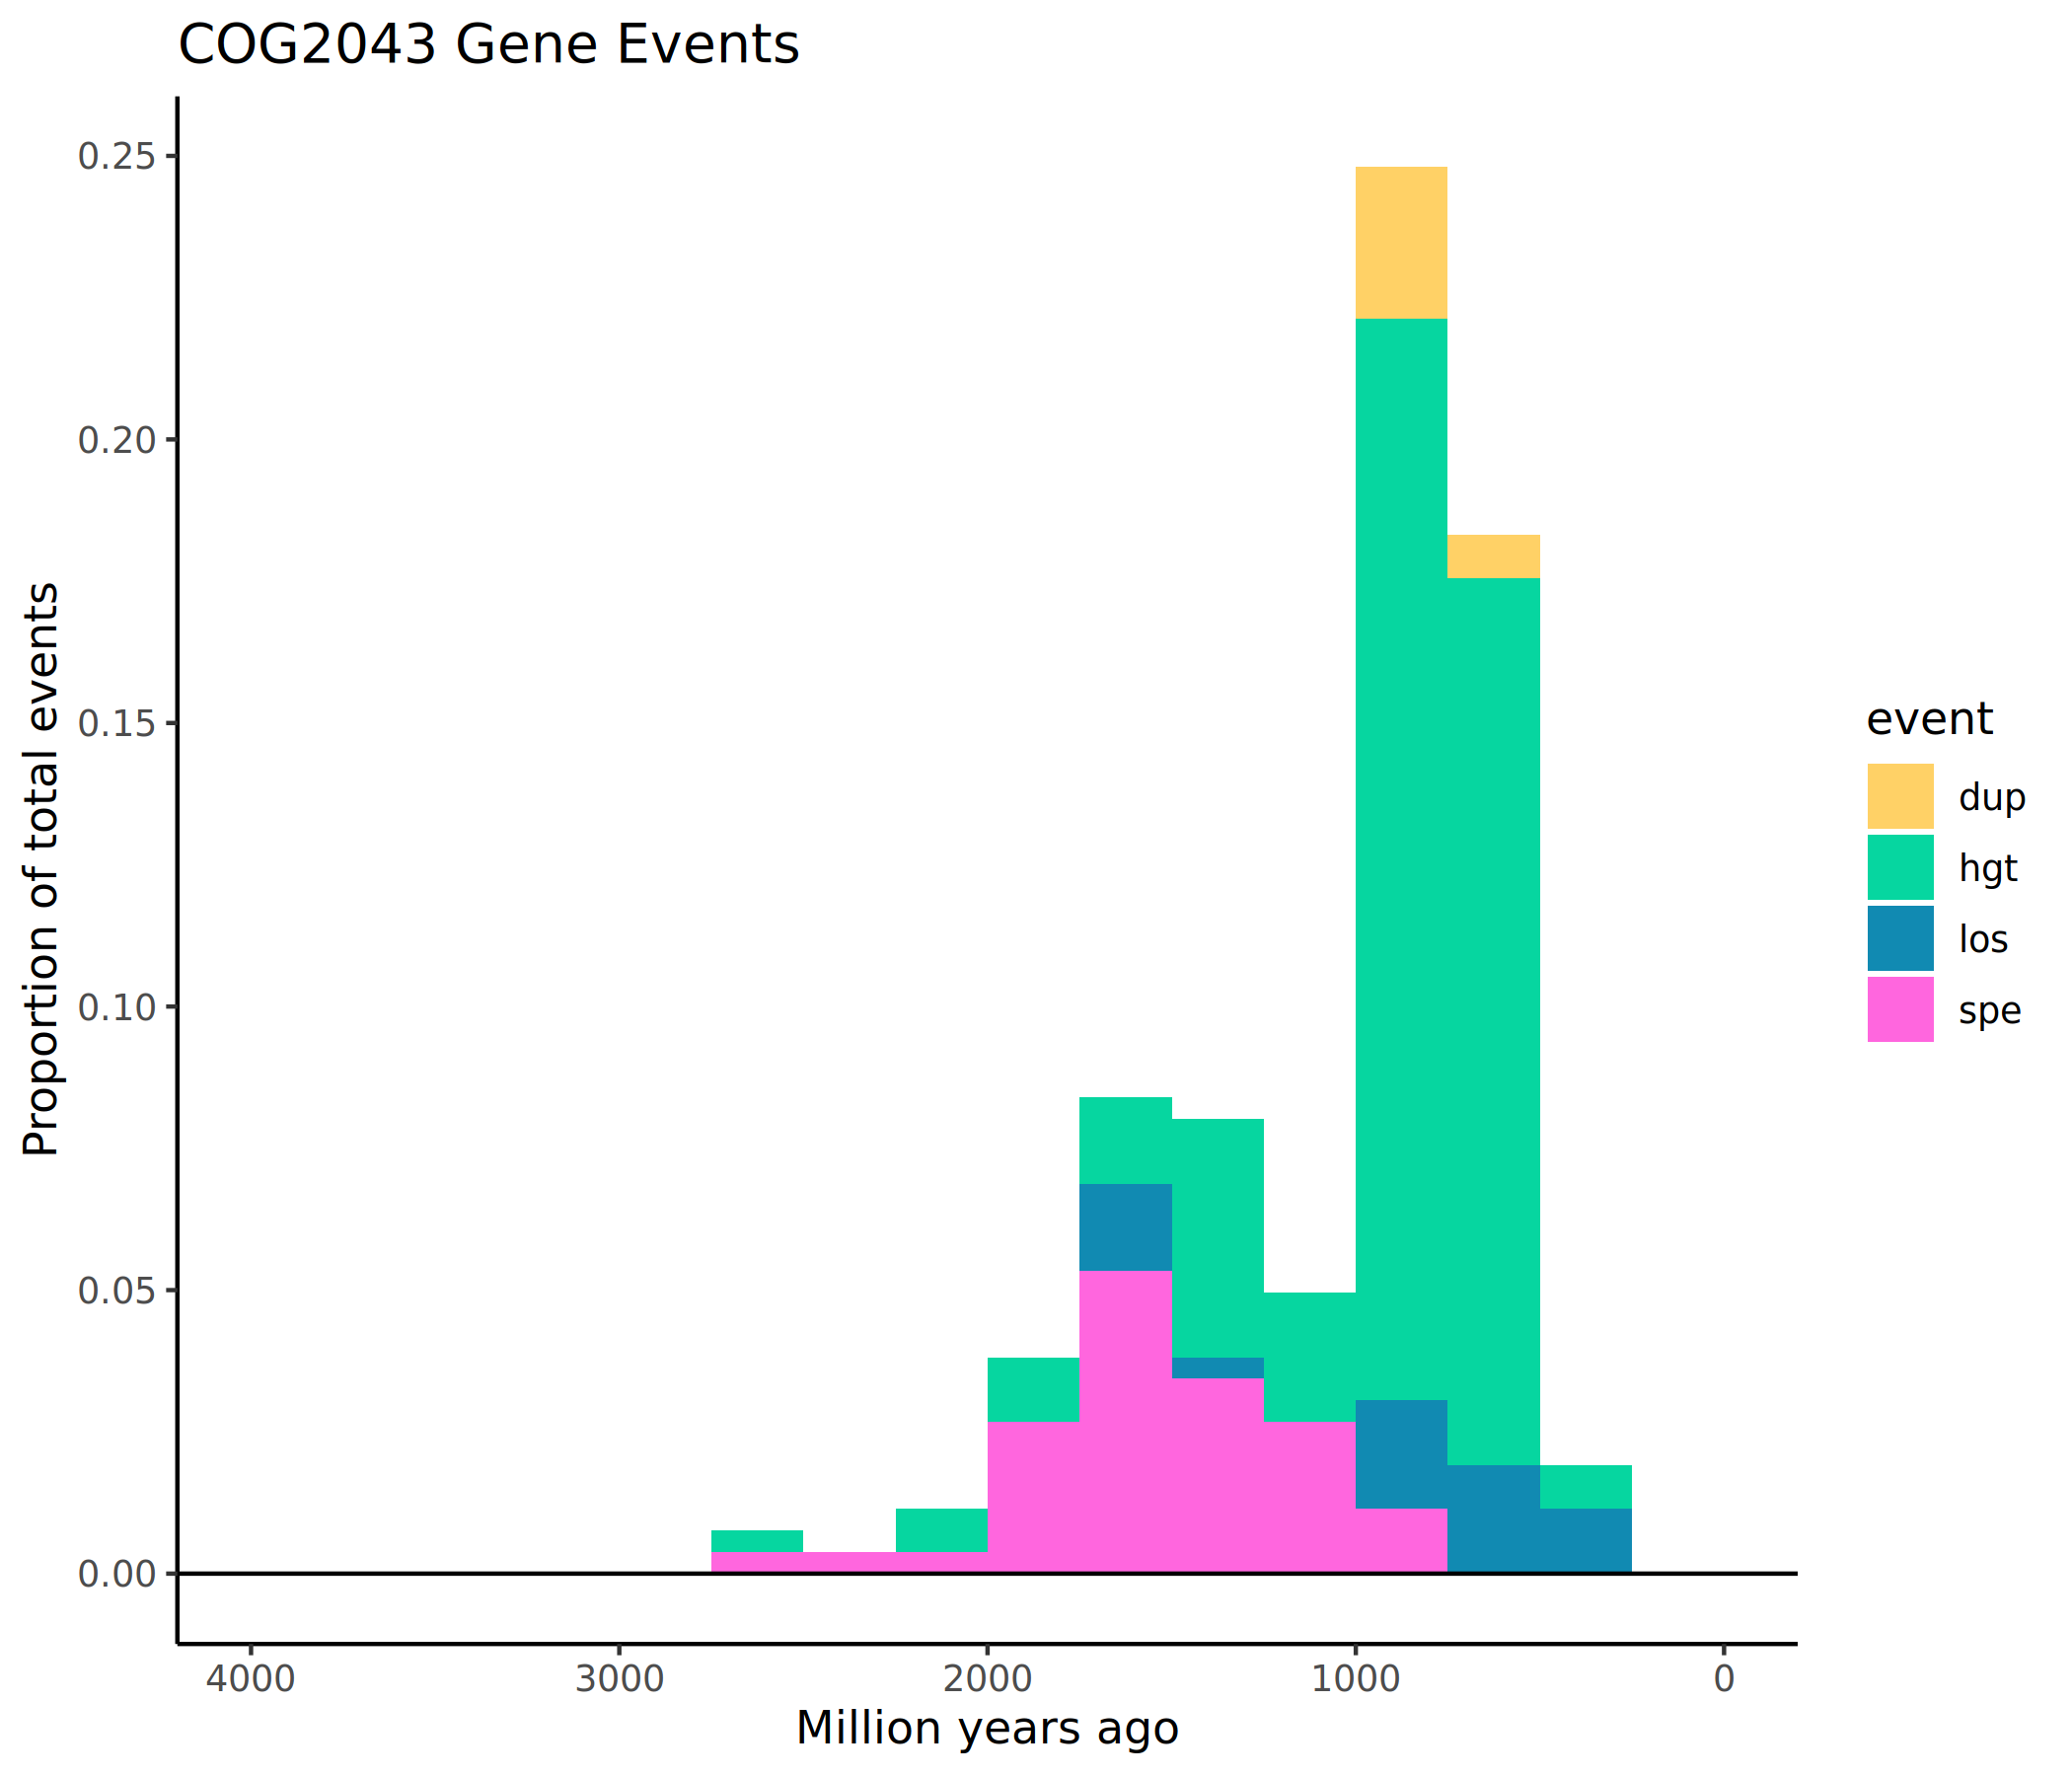 COG2043 Gene Events
Proportion of total events
0.25
0.20
0.15
0.10
0.05
0.00
4000 3000 2000 1000 0
Million years ago
event
dup
hgt
los
spe